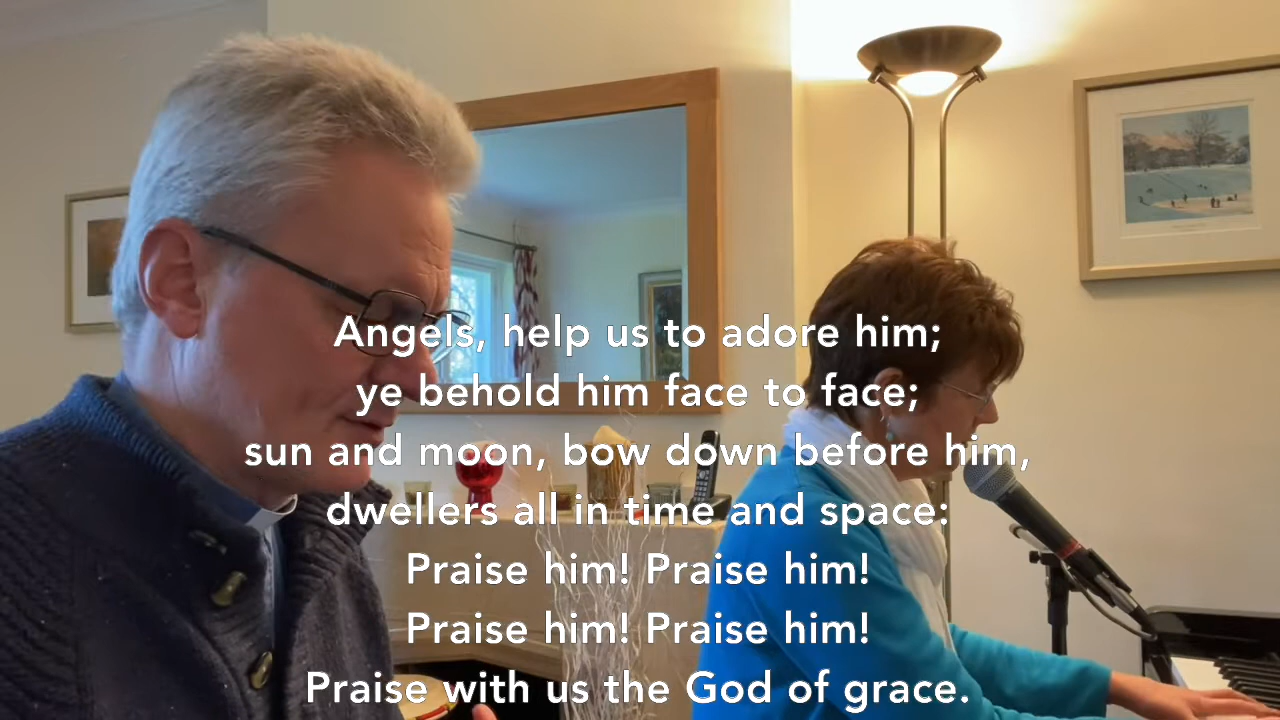 Angels, help us to adore him;
ye behold him face to face;
sun and moon, bow down before him,
dwellers all in time and space:
Praise him! Praise him!
Praise him! Praise him!
Praise with us the God of grace.